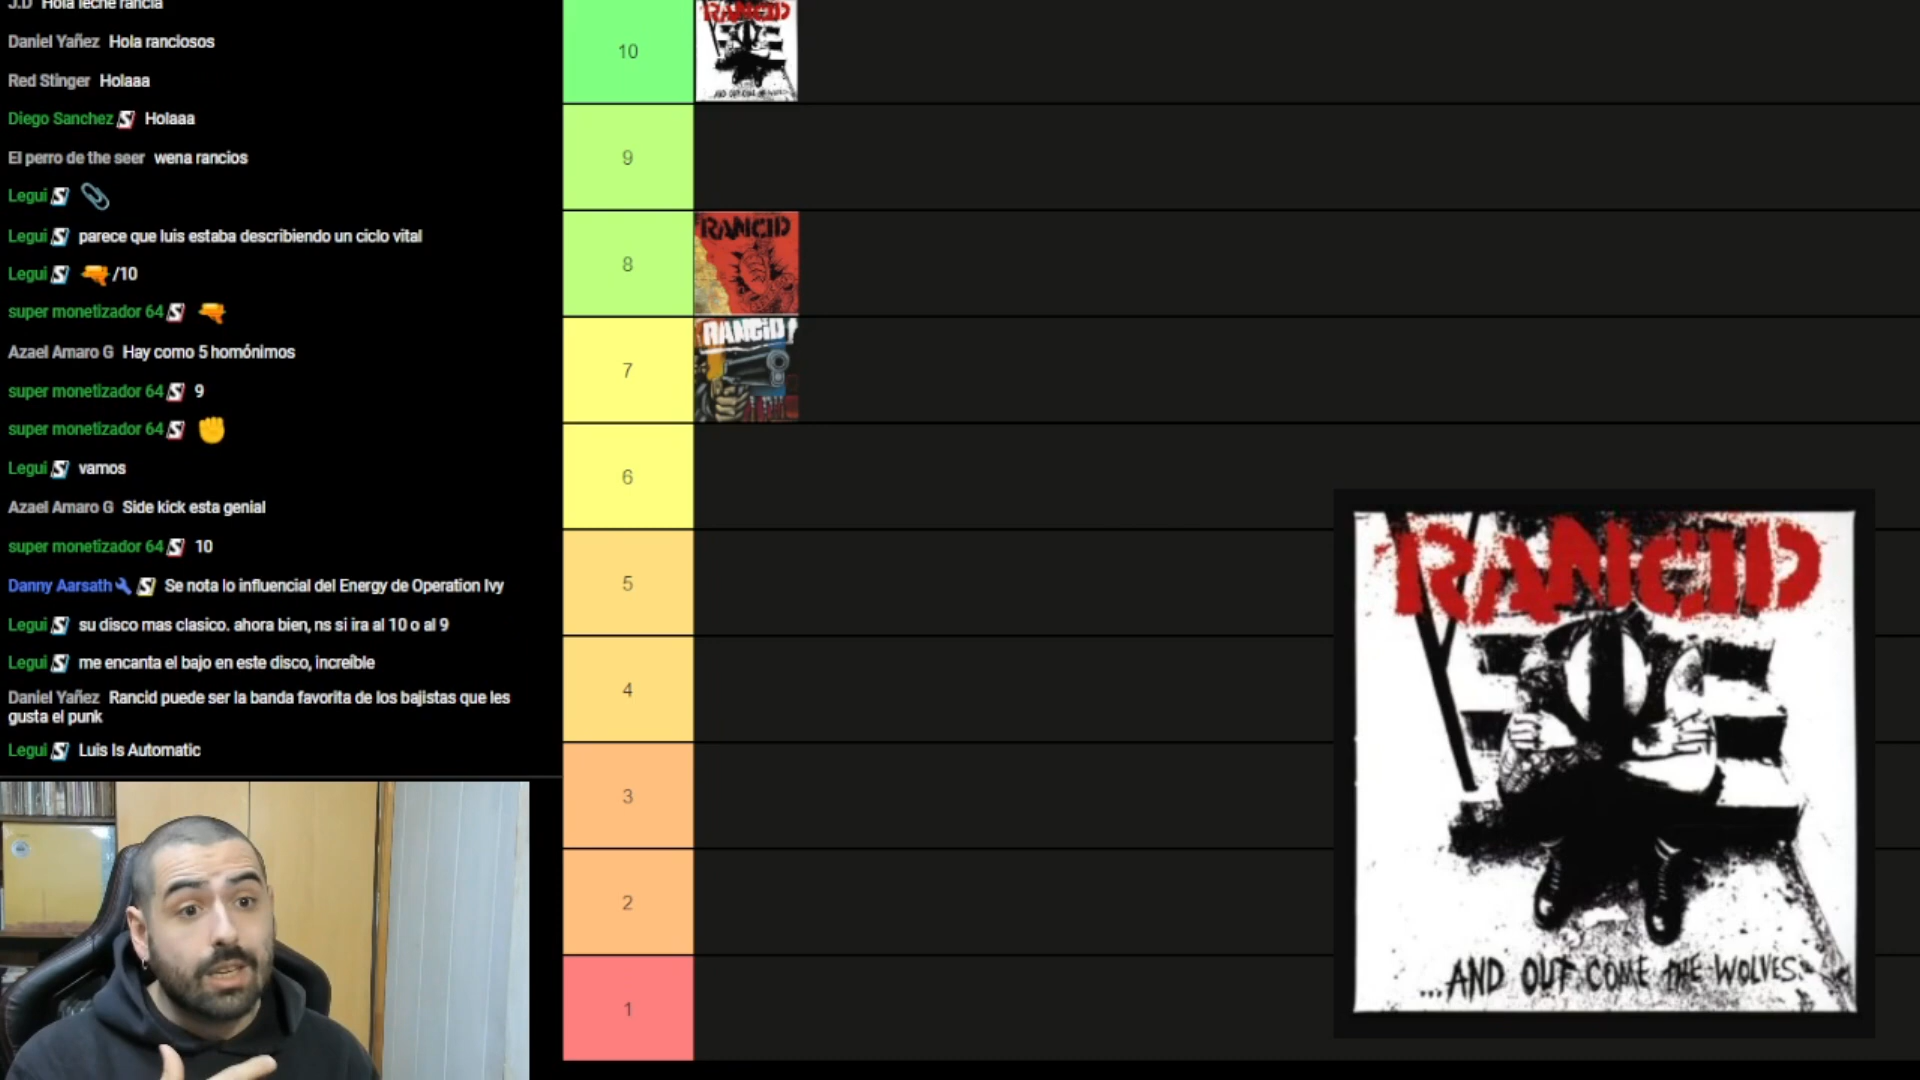 J.D Hola leche rancia
Daniel Yañez Hola ranciosos
Red Stinger Holaaa
Diego Sanchez S Holaaa
El perro de the seer wena rancios
Legui S
Legui S parece que luis estaba describiendo un ciclo vital
Legui S /10
super monetizador 64 S
Azael Amaro G Hay como 5 homónimos
super monetizador 64 S 9
super monetizador 64 S
Legui S vamos
Azael Amaro G Side kick esta genial
super monetizador 64 S 10
Danny Aarsath S Se nota lo influencial del Energy de Operation Ivy
Legui S su disco mas clasico. ahora bien, ns si ira al 10 o al 9
Legui S me encanta el bajo en este disco, increíble
Daniel Yañez Rancid puede ser la banda favorita de los bajistas que les
gusta el punk
Legui S Luis Is Automatic
10
RANCID
...AND OUT COME THE WOLVES
9
8
RANCID
7
RANCID
6
5
4
3
2
1
RANCID
...AND OUT COME THE WOLVES